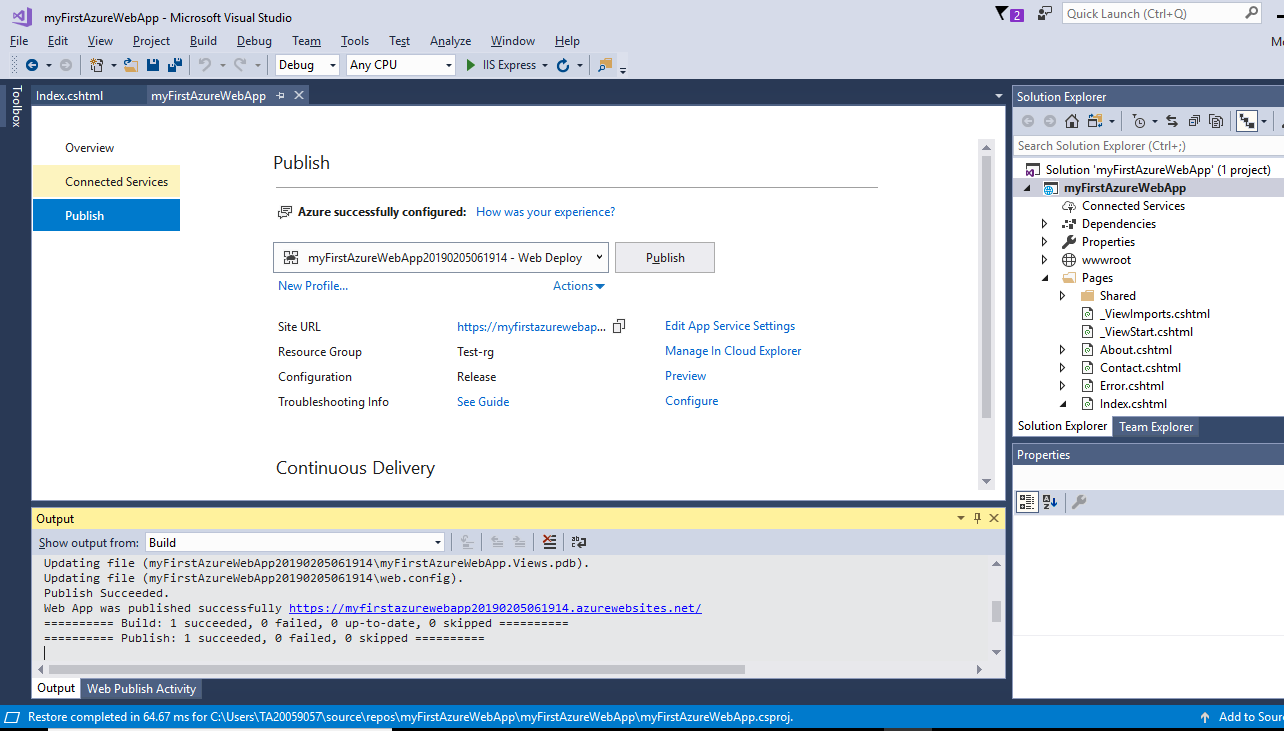 myFirstAzureWebApp - Microsoft Visual Studio
2
Quick Launch (Ctrl+Q)
File Edit View Project Build Debug Team Tools Test Analyze Window Help
Debug Any CPU IIS Express
Toolbox
Index.cshtml myFirstAzureWebApp
Overview
Connected Services
Publish
Publish
Azure successfully configured: How was your experience?
myFirstAzureWebApp20190205061914 - Web Deploy Publish
New Profile... Actions
Site URL https://myfirstazurewebap... Edit App Service Settings
Resource Group Test-rg Manage In Cloud Explorer
Configuration Release Preview
Troubleshooting Info See Guide Configure
Continuous Delivery
Solution Explorer
Search Solution Explorer (Ctrl+;)
Solution 'myFirstAzureWebApp' (1 project)
myFirstAzureWebApp
Connected Services
Dependencies
Properties
wwwroot
Pages
Shared
_ViewImports.cshtml
_ViewStart.cshtml
About.cshtml
Contact.cshtml
Error.cshtml
Index.cshtml
Solution Explorer Team Explorer
Properties
Output
Show output from: Build
Updating file (myFirstAzureWebApp20190205061914\myFirstAzureWebApp.Views.pdb).
Updating file (myFirstAzureWebApp20190205061914\web.config).
Publish Succeeded.
Web App was published successfully https://myfirstazurewebapp20190205061914.azurewebsites.net/
========== Build: 1 succeeded, 0 failed, 0 up-to-date, 0 skipped ==========
========== Publish: 1 succeeded, 0 failed, 0 skipped ==========
Output Web Publish Activity
Restore completed in 64.67 ms for C:\Users\TA20059057\source\repos\myFirstAzureWebApp\myFirstAzureWebApp\myFirstAzureWebApp.csproj.
Add to Sour